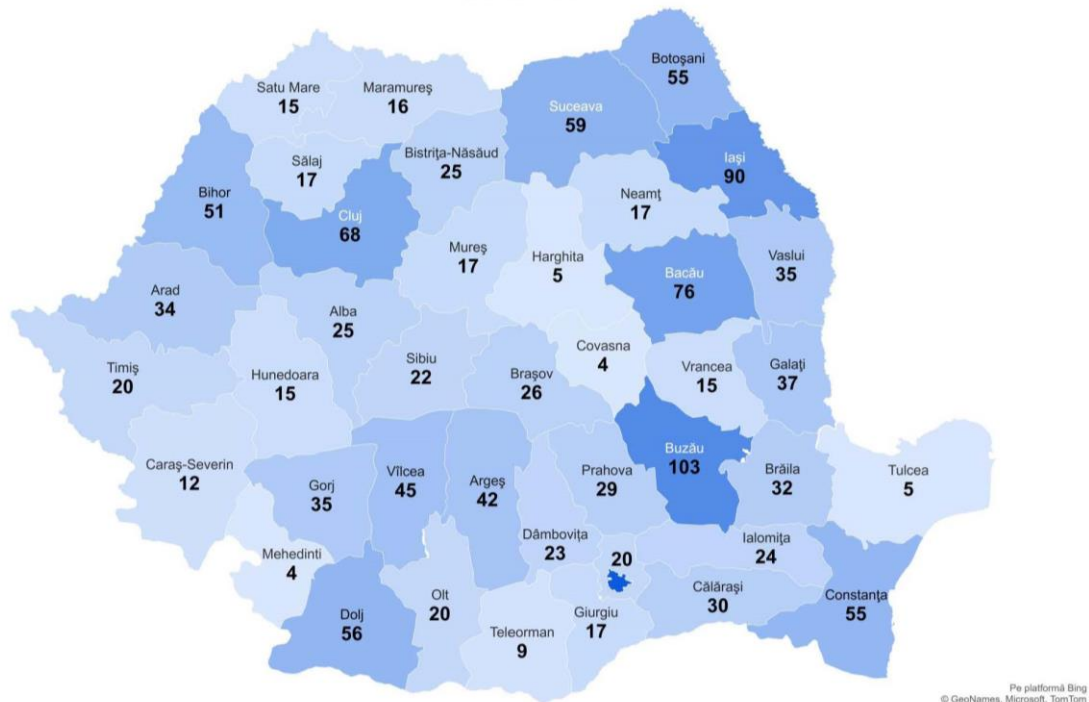 Botoşani
55
Satu Mare
15
Maramureş
16
Suceava
59
Bistriţa-Năsăud
25
Iaşi
90
Sălaj
17
Bihor
51
Neamţ
17
Cluj
68
Mureş
17
Harghita
5
Vaslui
35
Bacău
76
Arad
34
Alba
25
Covasna
4
Sibiu
22
Timiş
20
Hunedoara
15
Braşov
26
Vrancea
15
Galaţi
37
Buzău
103
Caraş-Severin
12
Vîlcea
45
Argeş
42
Prahova
29
Brăila
32
Tulcea
5
Gorj
35
Dâmboviţa
23
20
Ialomiţa
24
Mehedinti
4
Călăraşi
30
Constanţa
55
Olt
20
Giurgiu
17
Dolj
56
Teleorman
9
Pe platformă Bing
© GeoNames, Microsoft, TomTom